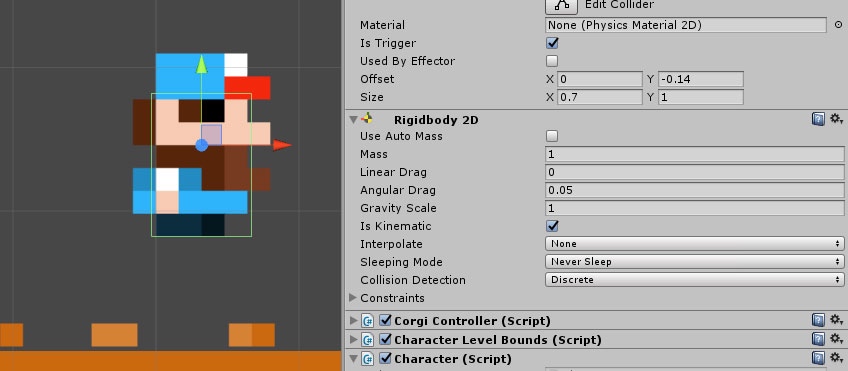 Edit Collider
Material None (Physics Material 2D)
Is Trigger
Used By Effector
Offset X 0 Y -0.14
Size X 0.7 Y 1
Rigidbody 2D
Use Auto Mass
Mass 1
Linear Drag 0
Angular Drag 0.05
Gravity Scale 1
Is Kinematic
Interpolate None
Sleeping Mode Never Sleep
Collision Detection Discrete
Constraints
Corgi Controller (Script)
Character Level Bounds (Script)
Character (Script)